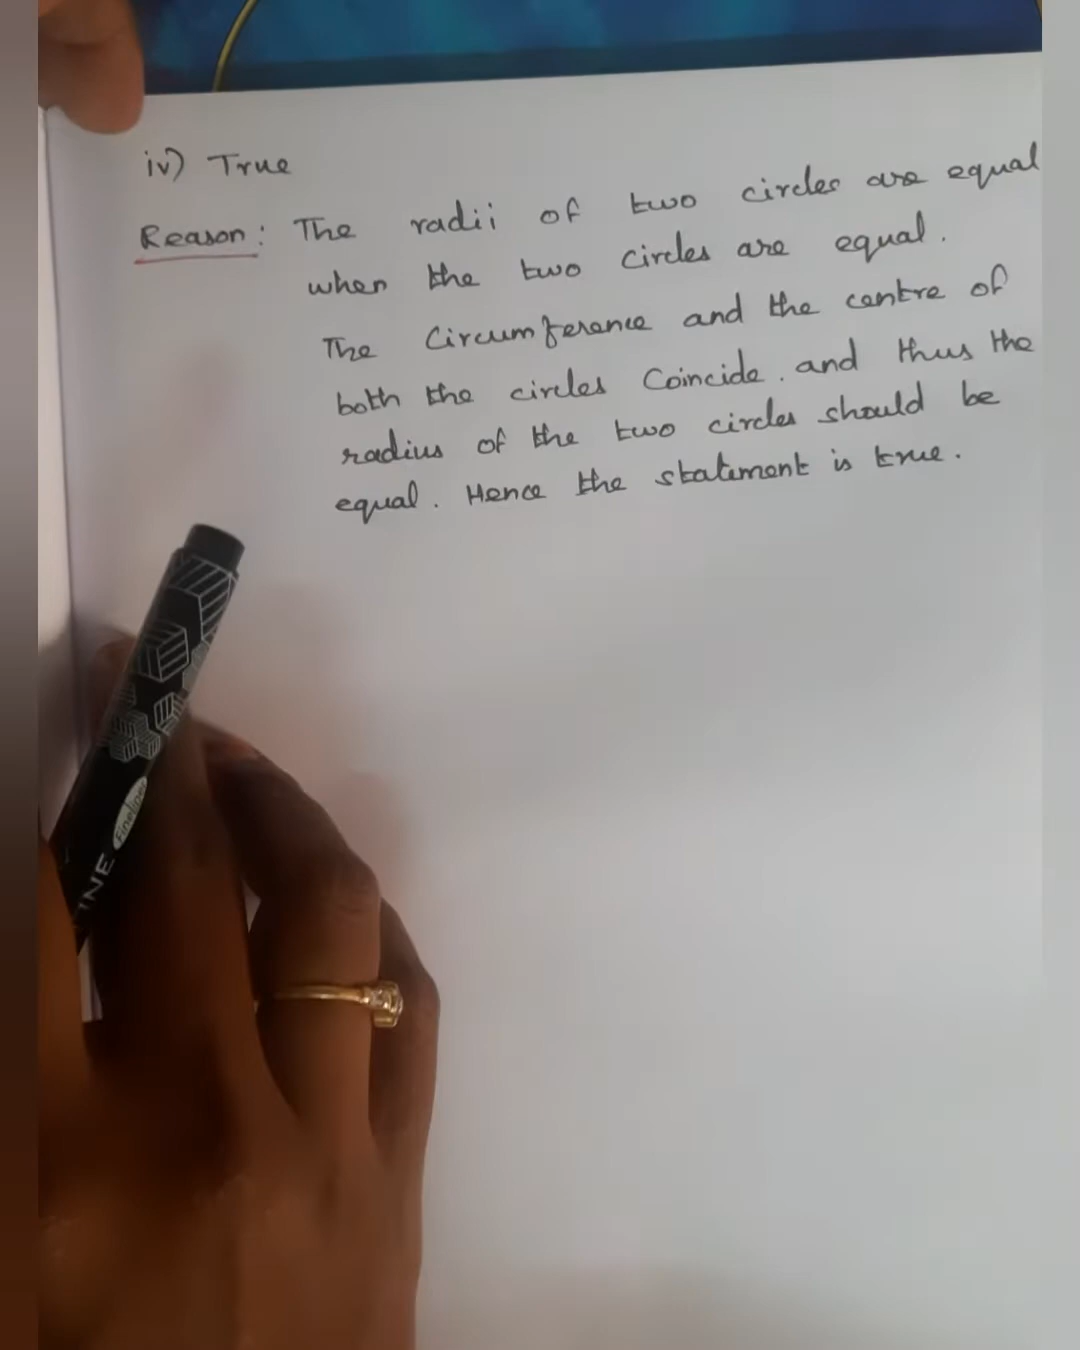 iv) True
Reason: The radii of two circles are equal
when the two circles are equal.
The Circumference and the centre of
both the circles Coincide. and thus the
radius of the two circles should be
equal. Hence the statement is true.
Fineliner
INE